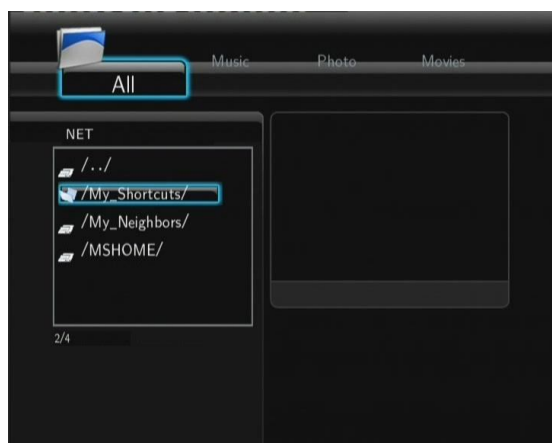 Music Photo Movies
All
NET
/../
/My_Shortcuts/
/My_Neighbors/
/MSHOME/
2/4